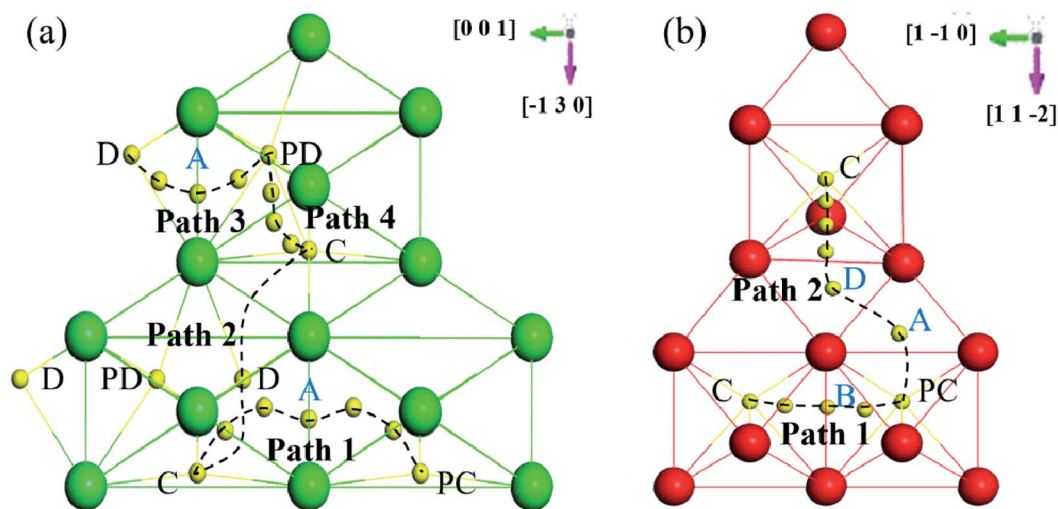 (a)
[0 0 1]
[-1 3 0]
D
A
PD
Path 3
Path 4
C
Path 2
D
PD
D
A
Path 1
C
PC
(b)
[1 -1 0]
[1 1 -2]
C
Path 2
D
A
C
B
PC
Path 1